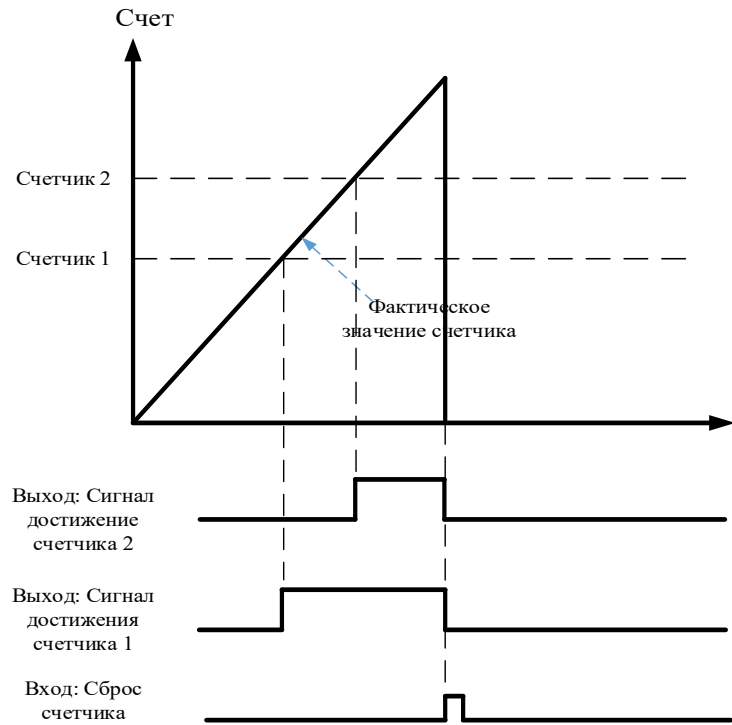 Счет
Счетчик 2
Счетчик 1
Фактическое
значение счетчика
Выход: Сигнал
достижение
счетчика 2
Выход: Сигнал
достижения
счетчика 1
Вход: Сброс
счетчика